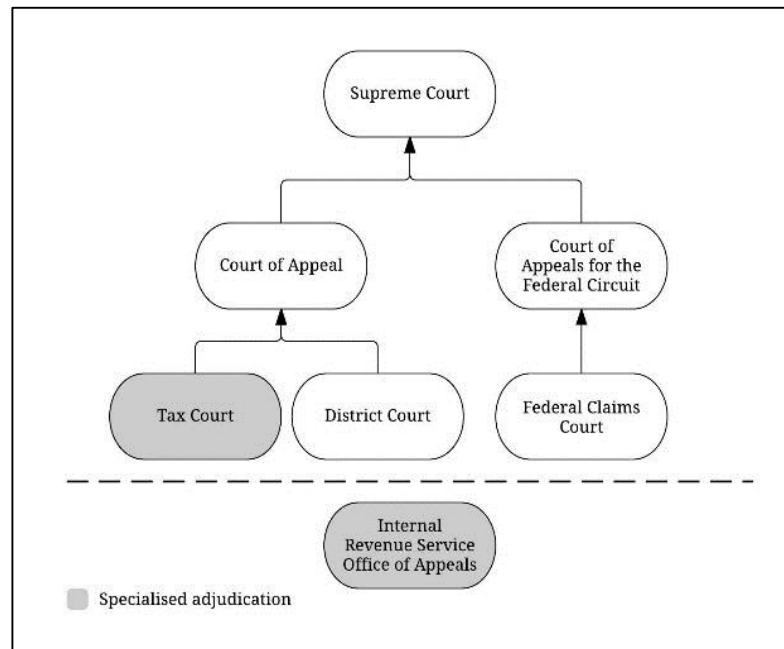 Supreme Court
Court of Appeal
Court of
Appeals for the
Federal Circuit
Tax Court
District Court
Federal Claims
Court
Internal
Revenue Service
Office of Appeals
Specialised adjudication